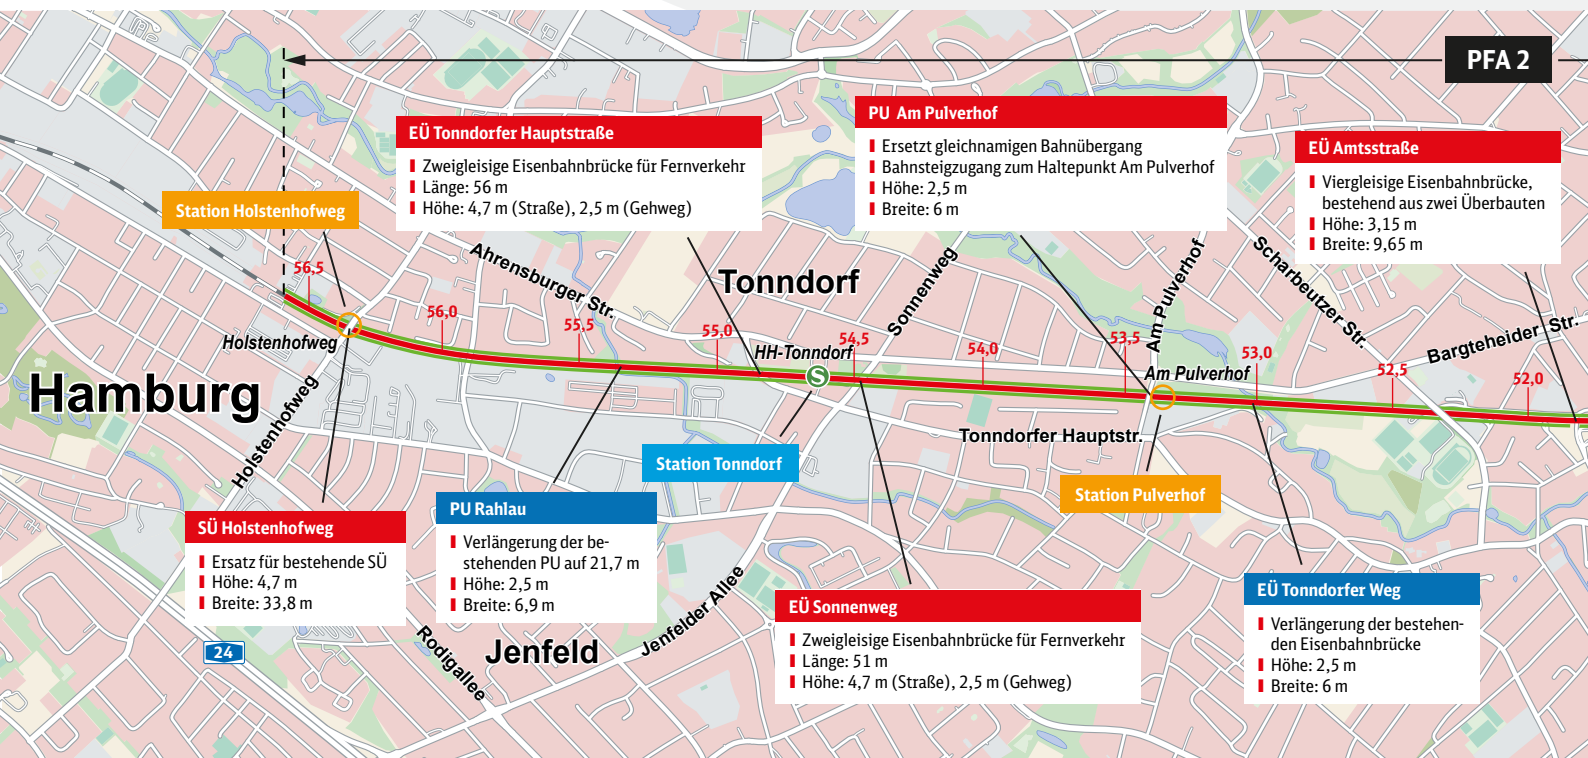 PFA 2
EÜ Tonndorfer Hauptstraße
Zweigleisige Eisenbahnbrücke für Fernverkehr
Länge: 56 m
Höhe: 4,7 m (Straße), 2,5 m (Gehweg)
PU Am Pulverhof
Ersetzt gleichnamigen Bahnübergang
Bahnsteigzugang zum Haltepunkt Am Pulverhof
Höhe: 2,5 m
Breite: 6 m
EÜ Amtsstraße
Viergleisige Eisenbahnbrücke,
bestehend aus zwei Überbauten
Höhe: 3,15 m
Breite: 9,65 m
Station Holstenhofweg
Ahrensburger Str.
Tonndorf
Sonnenweg
Am Pulverhof
Scharbeutzer Str.
Bargteheider Str.
56,5
56,0
55,5
55,0
54,5
54,0
53,5
53,0
52,5
52,0
Holstenhofweg
HH-Tonndorf
S
Am Pulverhof
Hamburg
Holstenhofweg
Tonndorfer Hauptstr.
Station Tonndorf
Station Pulverhof
SÜ Holstenhofweg
Ersatz für bestehende SÜ
Höhe: 4,7 m
Breite: 33,8 m
PU Rahlau
Verlängerung der be-
stehenden PU auf 21,7 m
Höhe: 2,5 m
Breite: 6,9 m
EÜ Sonnenweg
Zweigleisige Eisenbahnbrücke für Fernverkehr
Länge: 51 m
Höhe: 4,7 m (Straße), 2,5 m (Gehweg)
EÜ Tonndorfer Weg
Verlängerung der bestehen-
den Eisenbahnbrücke
Höhe: 2,5 m
Breite: 6 m
24
Rodigallee
Jenfeld
Jenfelder Allee